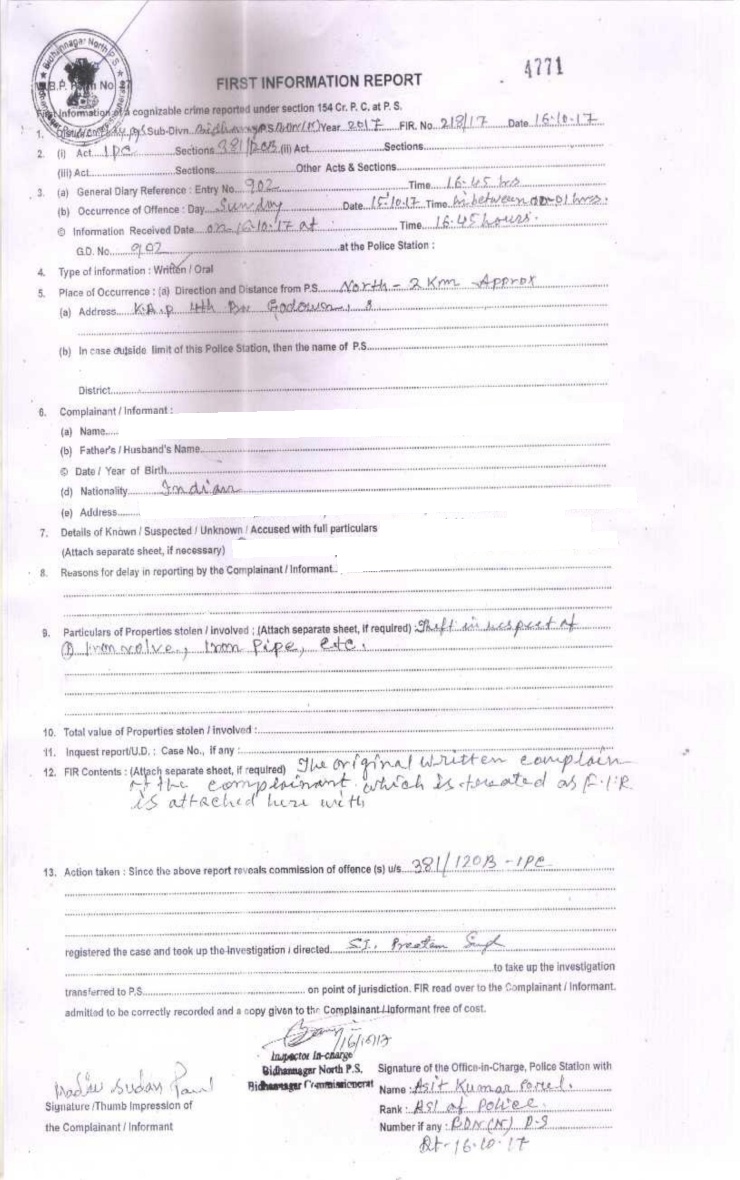 4771
Bidhannagar North P.S.
W.B.P. Form No
FIRST INFORMATION REPORT
First Information of a cognizable crime reported under section 154 Cr. P. C. at P. S.
1. Sub-Divn. P.S. BDN(N) Year 2017 FIR. No. 218/17 Date 16.10.17
2. (i) Act IPC Sections 381/120B (ii) Act Sections
(iii) Act Sections Other Acts & Sections
3. (a) General Diary Reference : Entry No. 902 Time 16.45 hrs
(b) Occurrence of Offence : Day Sunday Date 15.10.17 Time in between 00-01 hrs.
© Information Received Date on 16.10.17 at Time 16.45 hours.
G.D. No. 902 at the Police Station :
4. Type of information : Written / Oral
5. Place of Occurrence : (a) Direction and Distance from P.S. North - 2 Km Approx
(a) Address K.A.P 4th Bn Godown,
(b) In case outside limit of this Police Station, then the name of P.S.
District
6. Complainant / Informant :
(a) Name
(b) Father's / Husband's Name
© Date / Year of Birth
(d) Nationality Indian
(e) Address
7. Details of Known / Suspected / Unknown / Accused with full particulars
(Attach separate sheet, if necessary)
8. Reasons for delay in reporting by the Complainant / Informant
9. Particulars of Properties stolen / involved : (Attach separate sheet, if required) Theft in respect of
① Iron valve, Iron Pipe, etc.
10. Total value of Properties stolen / involved :
11. Inquest report/U.D. : Case No., if any :
12. FIR Contents : (Attach separate sheet, if required) The original written complain
of the complainant which is treated as F.I.R
is attached here with
13. Action taken : Since the above report reveals commission of offence (s) u/s 381/120B - IPC
registered the case and took up the investigation / directed S.I. Preetam Singh
to take up the investigation
transferred to P.S. on point of jurisdiction. FIR read over to the Complainant / Informant.
admitted to be correctly recorded and a copy given to the Complainant / Informant free of cost.
16/10/17
Inspector In-charge
Bidhannagar North P.S.
Bidhannagar Commissionerat
Signature of the Office-in-Charge, Police Station with
Name : Asit Kumar Porel.
Rank : ASI of Police.
Number if any : BDN(N) P.S
Dt - 16.10.17
Madhu Sudan Paul
Signature /Thumb Impression of
the Complainant / Informant